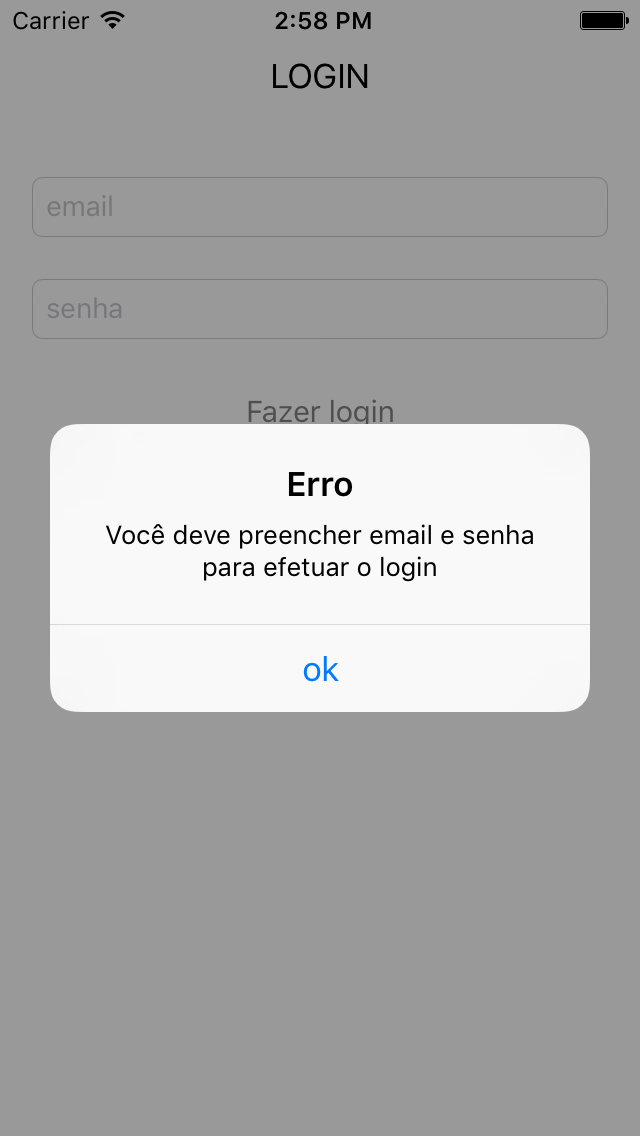 Carrier 2:58 PM
LOGIN
email
senha
Fazer login
Erro
Você deve preencher email e senha
para efetuar o login
ok